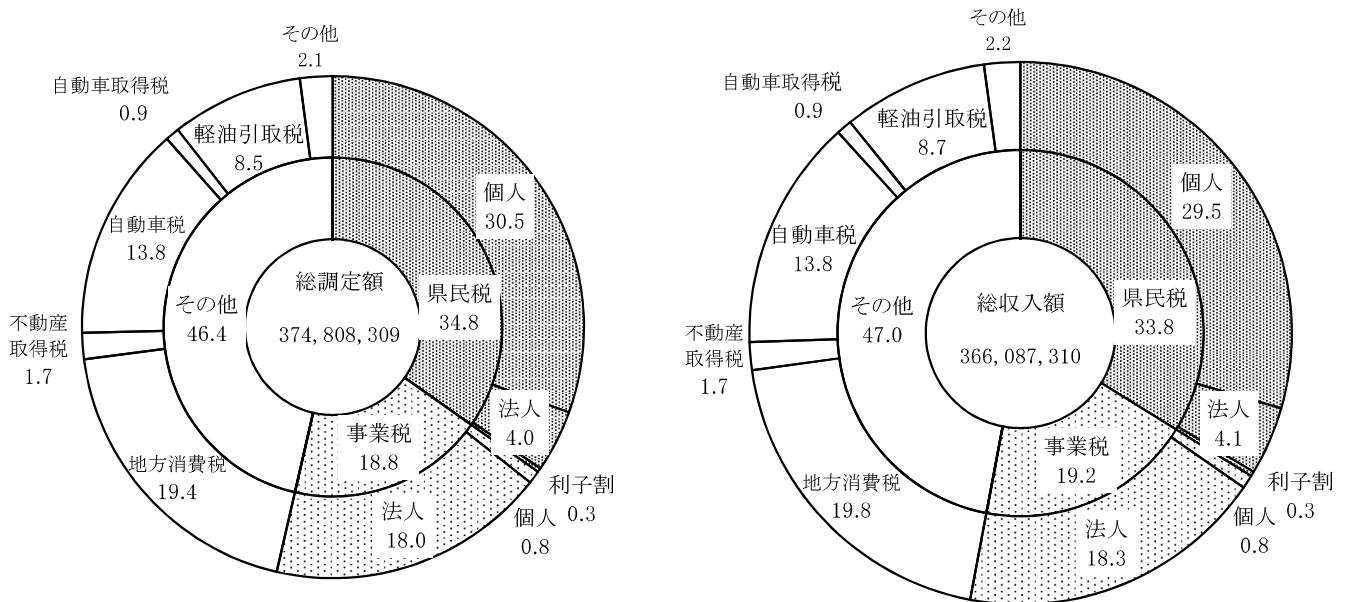 その他
2.1
自動車取得税
0.9
軽油引取税
8.5
個人
30.5
自動車税
13.8
総調定額
374,808,309
県民税
34.8
その他
46.4
不動産
取得税
1.7
法人
4.0
事業税
18.8
地方消費税
19.4
利子割
0.3
個人
0.8
法人
18.0
その他
2.2
自動車取得税
0.9
軽油引取税
8.7
個人
29.5
自動車税
13.8
総収入額
366,087,310
県民税
33.8
その他
47.0
不動産
取得税
1.7
法人
4.1
事業税
19.2
地方消費税
19.8
利子割
0.3
個人
0.8
法人
18.3